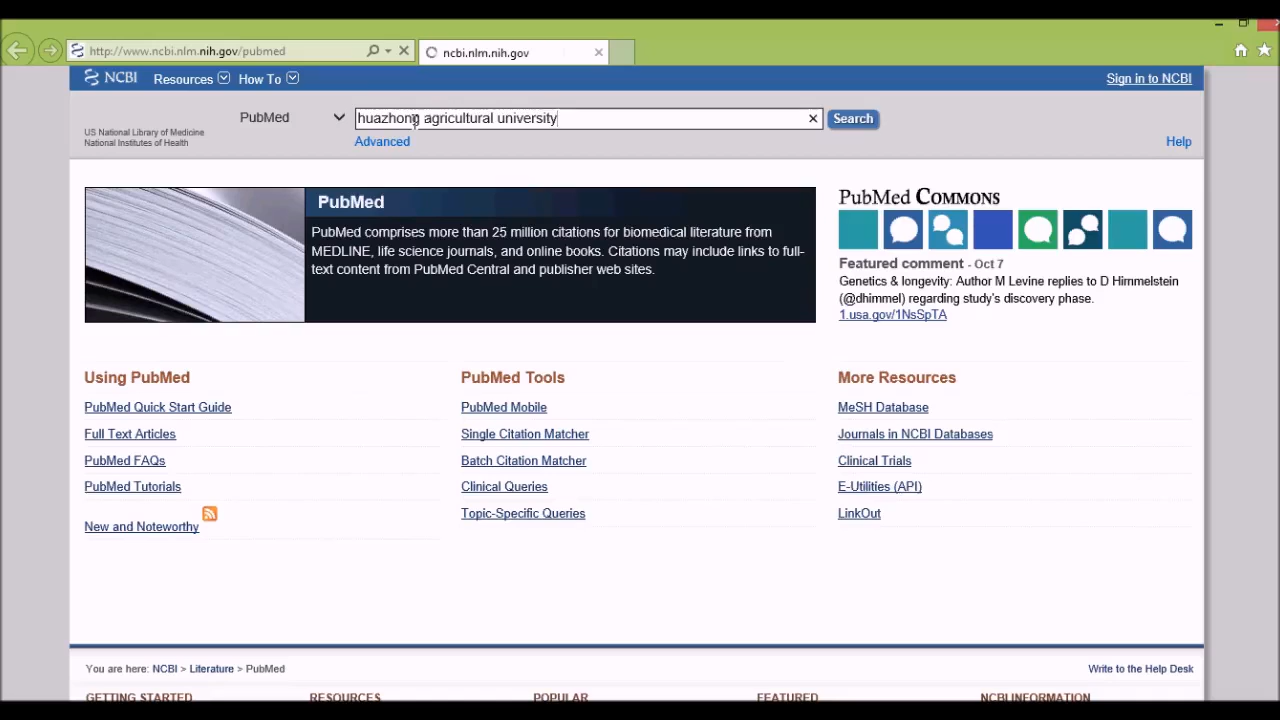 http://www.ncbi.nlm.nih.gov/pubmed
ncbi.nlm.nih.gov
NCBI Resources How To Sign in to NCBI
US National Library of Medicine
National Institutes of Health
PubMed
huazhong agricultural university
Search
Advanced
Help
PubMed
PubMed comprises more than 25 million citations for biomedical literature from
MEDLINE, life science journals, and online books. Citations may include links to full-
text content from PubMed Central and publisher web sites.
PubMed COMMONS
Featured comment - Oct 7
Genetics & longevity: Author M Levine replies to D Himmelstein
(@dhimmel) regarding study's discovery phase.
1.usa.gov/1NsSpTA
Using PubMed
PubMed Quick Start Guide
Full Text Articles
PubMed FAQs
PubMed Tutorials
New and Noteworthy
PubMed Tools
PubMed Mobile
Single Citation Matcher
Batch Citation Matcher
Clinical Queries
Topic-Specific Queries
More Resources
MeSH Database
Journals in NCBI Databases
Clinical Trials
E-Utilities (API)
LinkOut
You are here: NCBI > Literature > PubMed
Write to the Help Desk
GETTING STARTED RESOURCES POPULAR FEATURED NCBI INFORMATION